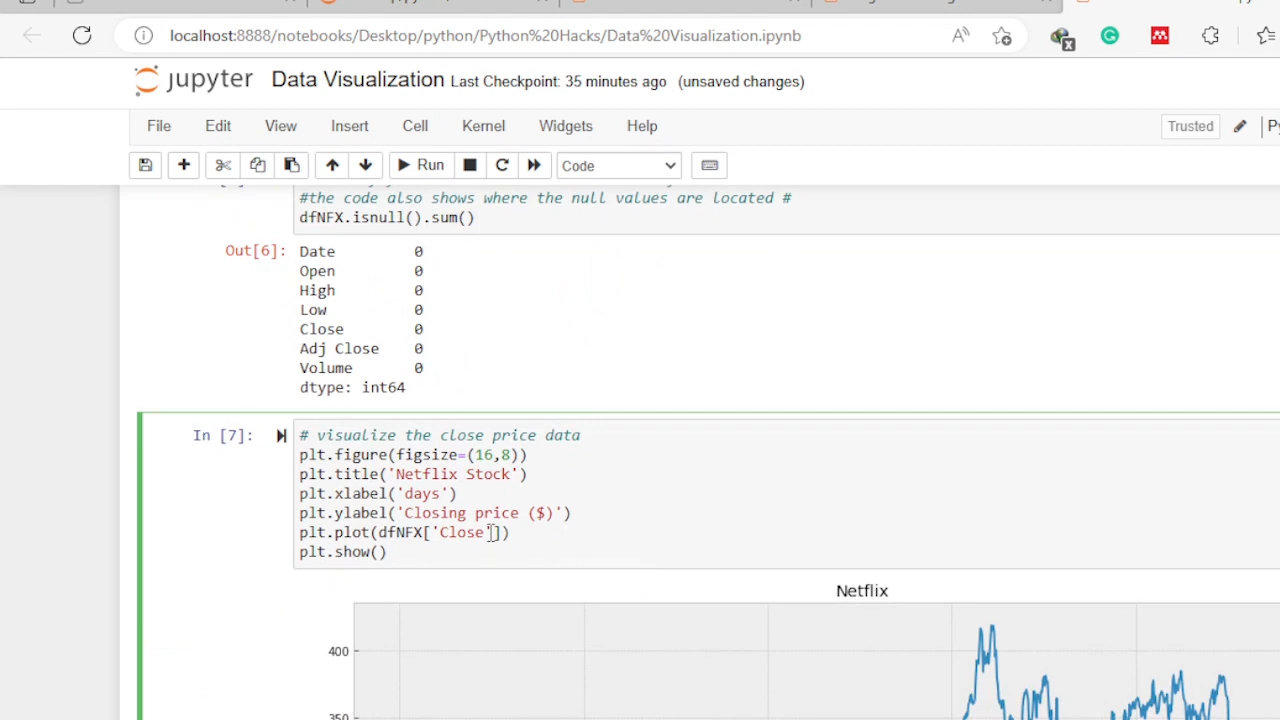 localhost:8888/notebooks/Desktop/python/Python%20Hacks/Data%20Visualization.ipynb
jupyter Data Visualization Last Checkpoint: 35 minutes ago (unsaved changes)
File Edit View Insert Cell Kernel Widgets Help Trusted
Run Code
#the code also shows where the null values are located #
dfNFX.isnull().sum()
Out[6]: Date 0
Open 0
High 0
Low 0
Close 0
Adj Close 0
Volume 0
dtype: int64
In [7]: # visualize the close price data
plt.figure(figsize=(16,8))
plt.title('Netflix Stock')
plt.xlabel('days')
plt.ylabel('Closing price ($)')
plt.plot(dfNFX['Close'])
plt.show()
Netflix
400
350